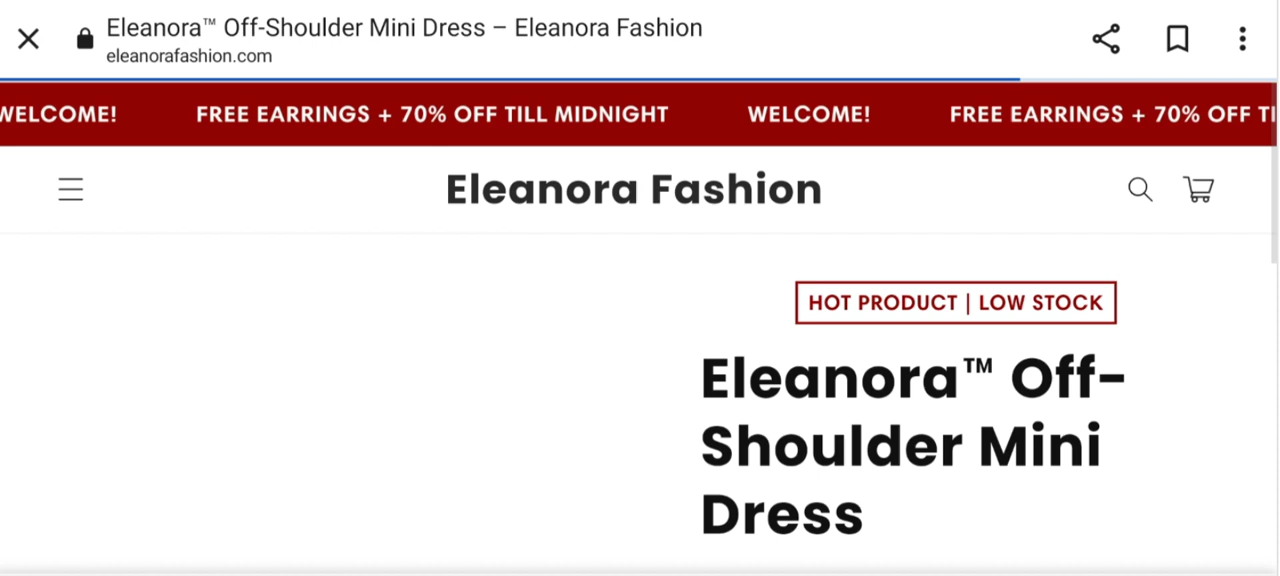 Eleanora™ Off-Shoulder Mini Dress – Eleanora Fashion
eleanorafashion.com
WELCOME! FREE EARRINGS + 70% OFF TILL MIDNIGHT WELCOME! FREE EARRINGS + 70% OFF
Eleanora Fashion
HOT PRODUCT | LOW STOCK
Eleanora™ Off-
Shoulder Mini
Dress